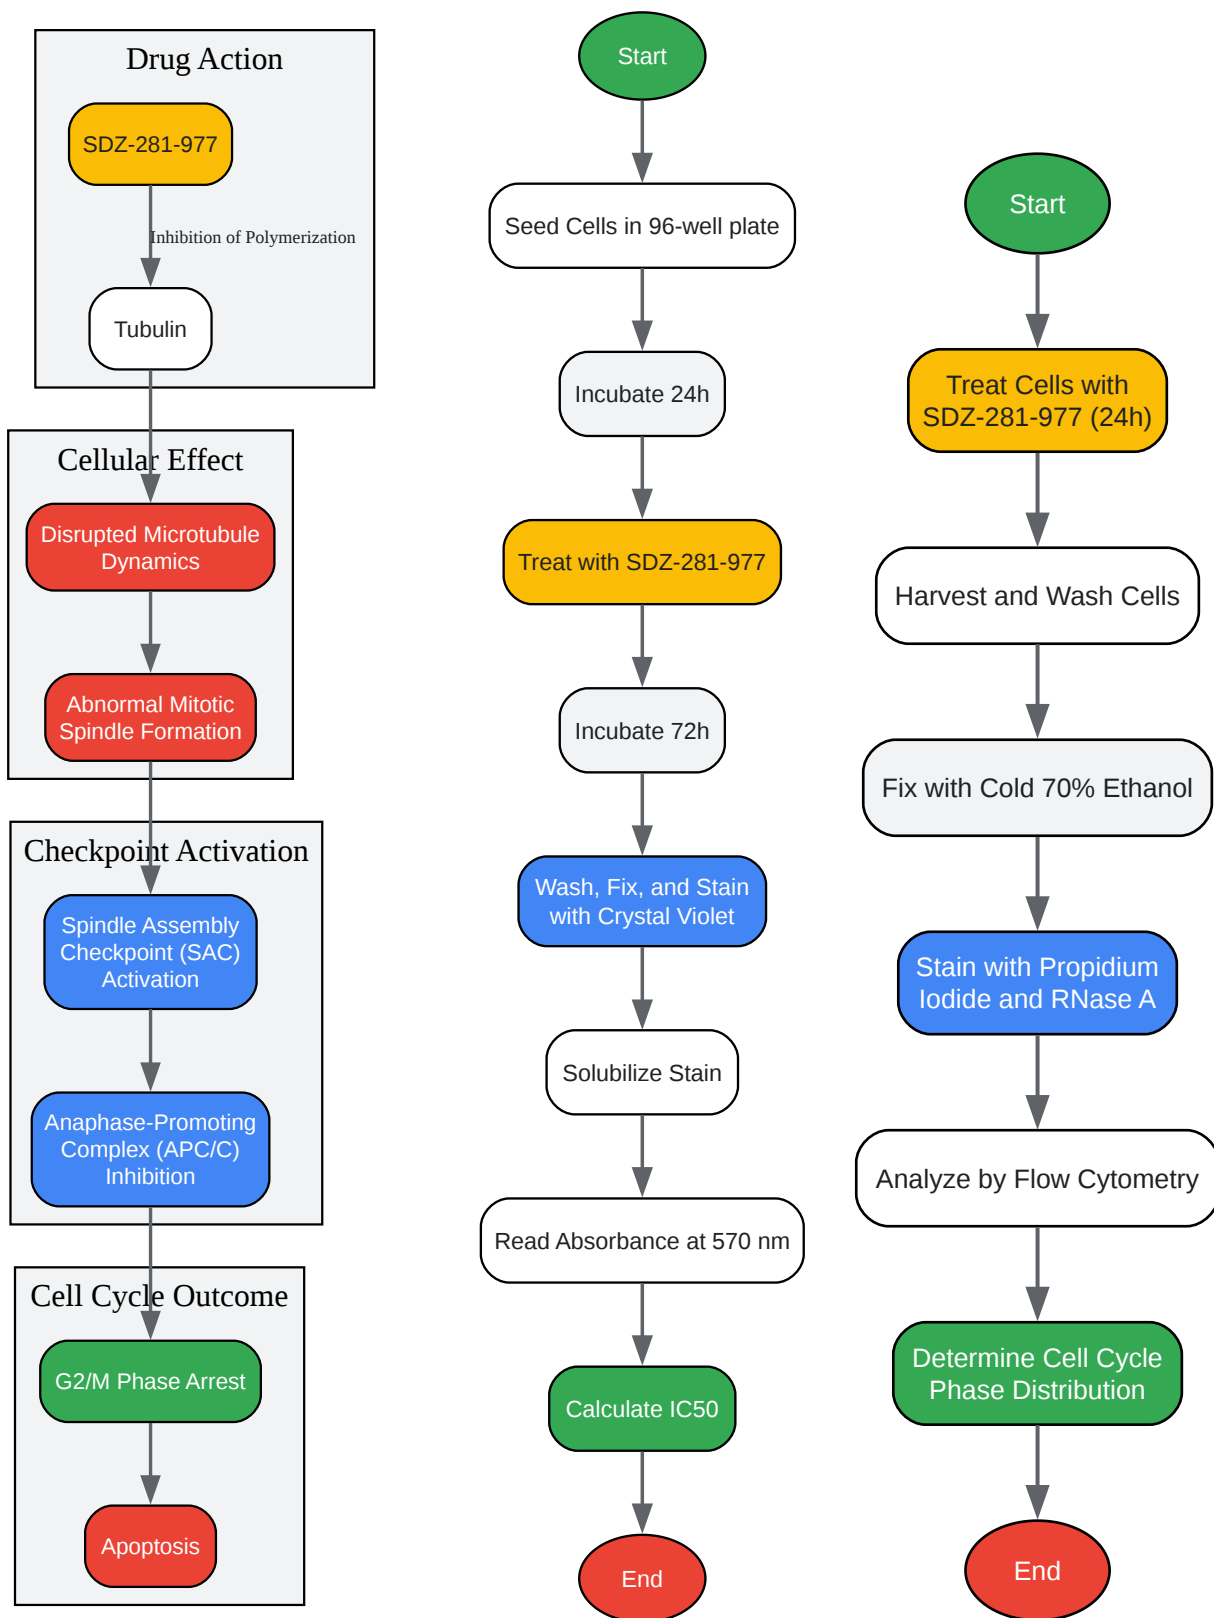 Drug Action
SDZ-281-977
Inhibition of Polymerization
Tubulin
Cellular Effect
Disrupted Microtubule
Dynamics
Abnormal Mitotic
Spindle Formation
Checkpoint Activation
Spindle Assembly
Checkpoint (SAC)
Activation
Anaphase-Promoting
Complex (APC/C)
Inhibition
Cell Cycle Outcome
G2/M Phase Arrest
Apoptosis
Start
Seed Cells in 96-well plate
Incubate 24h
Treat with SDZ-281-977
Incubate 72h
Wash, Fix, and Stain
with Crystal Violet
Solubilize Stain
Read Absorbance at 570 nm
Calculate IC50
End
Start
Treat Cells with
SDZ-281-977 (24h)
Harvest and Wash Cells
Fix with Cold 70% Ethanol
Stain with Propidium
Iodide and RNase A
Analyze by Flow Cytometry
Determine Cell Cycle
Phase Distribution
End